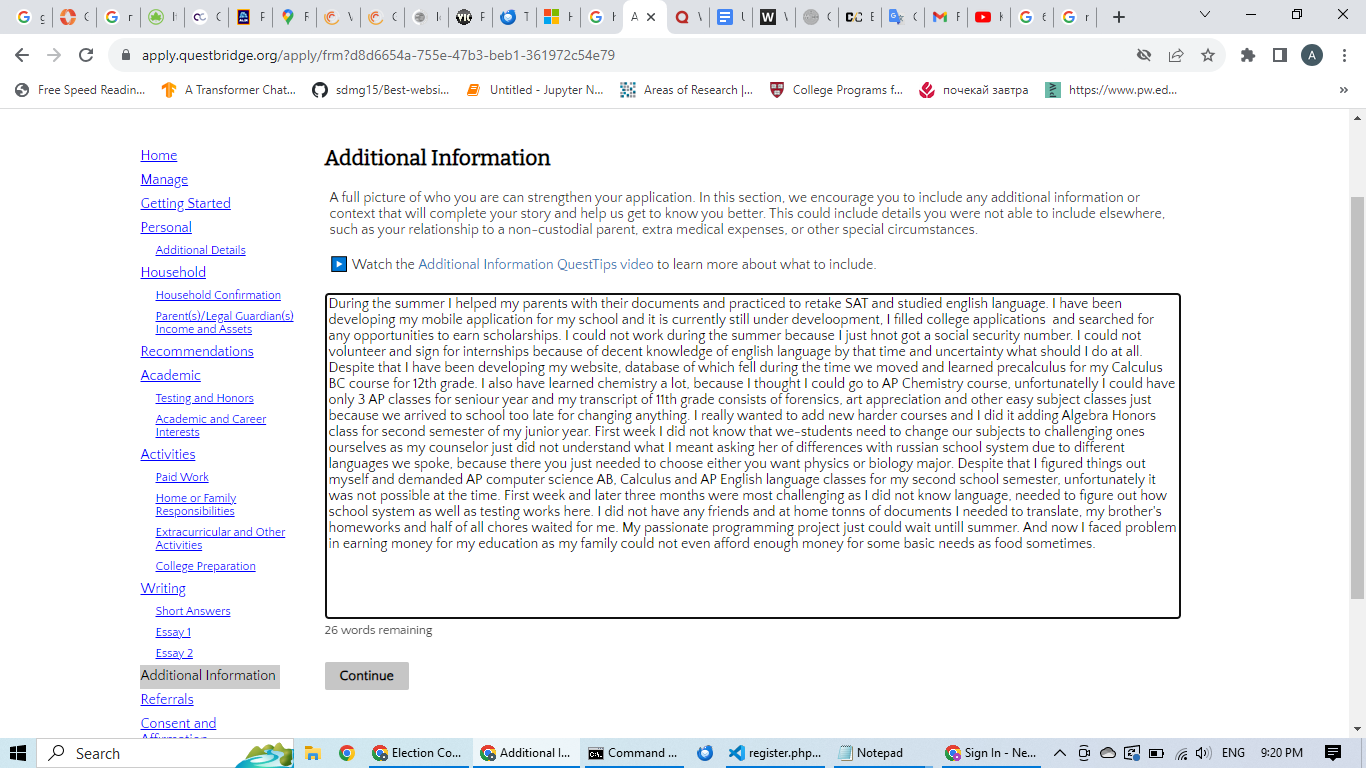 apply.questbridge.org/apply/frm?d8d6654a-755e-47b3-beb1-361972c54e79
Free Speed Readin...
A Transformer Chat...
sdmg15/Best-websi...
Untitled - Jupyter N...
Areas of Research |...
College Programs f...
почекай завтра
https://www.pw.ed...
Home
Manage
Getting Started
Personal
Additional Details
Household
Household Confirmation
Parent(s)/Legal Guardian(s)
Income and Assets
Recommendations
Academic
Testing and Honors
Academic and Career
Interests
Activities
Paid Work
Home or Family
Responsibilities
Extracurricular and Other
Activities
College Preparation
Writing
Short Answers
Essay 1
Essay 2
Additional Information
Referrals
Consent and
Additional Information
A full picture of who you are can strengthen your application. In this section, we encourage you to include any additional information or
context that will complete your story and help us get to know you better. This could include details you were not able to include elsewhere,
such as your relationship to a non-custodial parent, extra medical expenses, or other special circumstances.
Watch the Additional Information QuestTips video to learn more about what to include.
During the summer I helped my parents with their documents and practiced to retake SAT and studied english language. I have been
developing my mobile application for my school and it is currently still under develoopment, I filled college applications and searched for
any opportunities to earn scholarships. I could not work during the summer because I just hnot got a social security number. I could not
volunteer and sign for internships because of decent knowledge of english language by that time and uncertainty what should I do at all.
Despite that I have been developing my website, database of which fell during the time we moved and learned precalculus for my Calculus
BC course for 12th grade. I also have learned chemistry a lot, because I thought I could go to AP Chemistry course, unfortunatelly I could have
only 3 AP classes for seniour year and my transcript of 11th grade consists of forensics, art appreciation and other easy subject classes just
because we arrived to school too late for changing anything. I really wanted to add new harder courses and I did it adding Algebra Honors
class for second semester of my junior year. First week I did not know that we-students need to change our subjects to challenging ones
ourselves as my counselor just did not understand what I meant asking her of differences with russian school system due to different
languages we spoke, because there you just needed to choose either you want physics or biology major. Despite that I figured things out
myself and demanded AP computer science AB, Calculus and AP English language classes for my second school semester, unfortunately it
was not possible at the time. First week and later three months were most challenging as I did not know language, needed to figure out how
school system as well as testing works here. I did not have any friends and at home tonns of documents I needed to translate, my brother's
homeworks and half of all chores waited for me. My passionate programming project just could wait untill summer. And now I faced problem
in earning money for my education as my family could not even afford enough money for some basic needs as food sometimes.
26 words remaining
Continue
Search
Election Co...
Additional I...
Command ...
register.php...
Notepad
Sign In - Ne...
ENG
9:20 PM